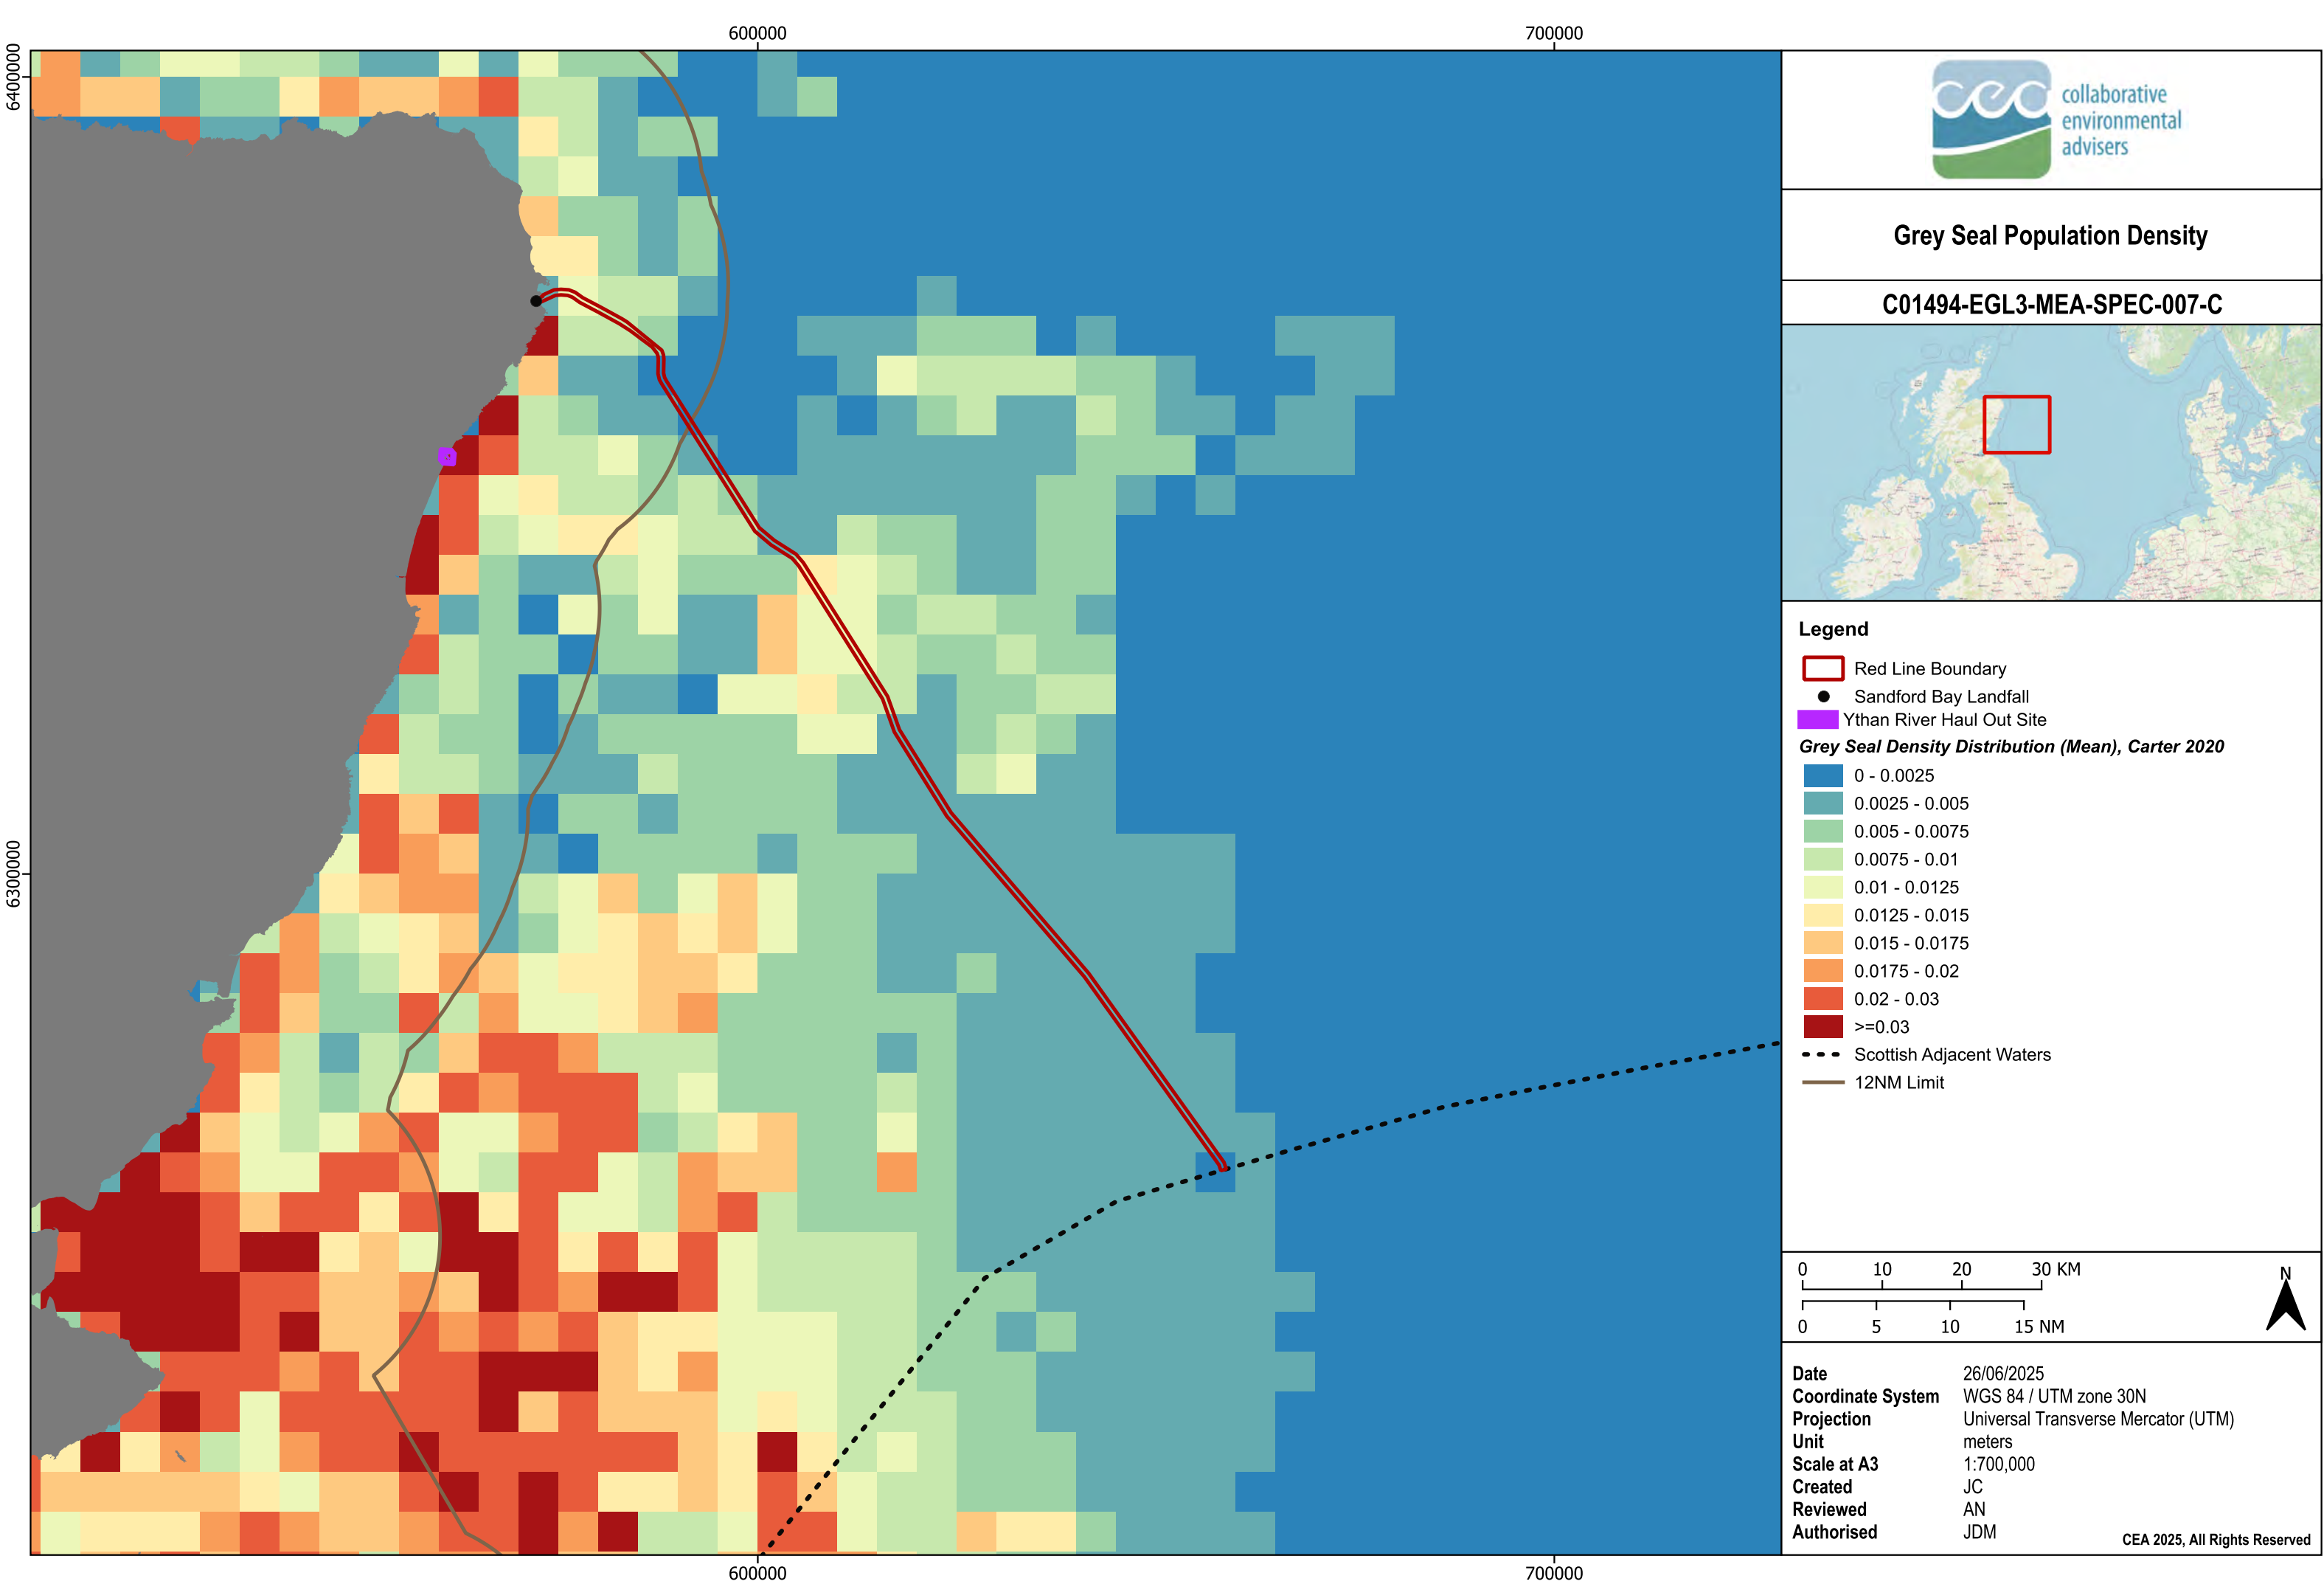 600000
700000
6400000
6300000
600000
700000
cea
collaborative
environmental
advisers
Grey Seal Population Density
C01494-EGL3-MEA-SPEC-007-C
Legend
Red Line Boundary
Sandford Bay Landfall
Ythan River Haul Out Site
Grey Seal Density Distribution (Mean), Carter 2020
0 - 0.0025
0.0025 - 0.005
0.005 - 0.0075
0.0075 - 0.01
0.01 - 0.0125
0.0125 - 0.015
0.015 - 0.0175
0.0175 - 0.02
0.02 - 0.03
>=0.03
Scottish Adjacent Waters
12NM Limit
0 10 20 30 KM
0 5 10 15 NM
N
Date 26/06/2025
Coordinate System WGS 84 / UTM zone 30N
Projection Universal Transverse Mercator (UTM)
Unit meters
Scale at A3 1:700,000
Created JC
Reviewed AN
Authorised JDM
CEA 2025, All Rights Reserved